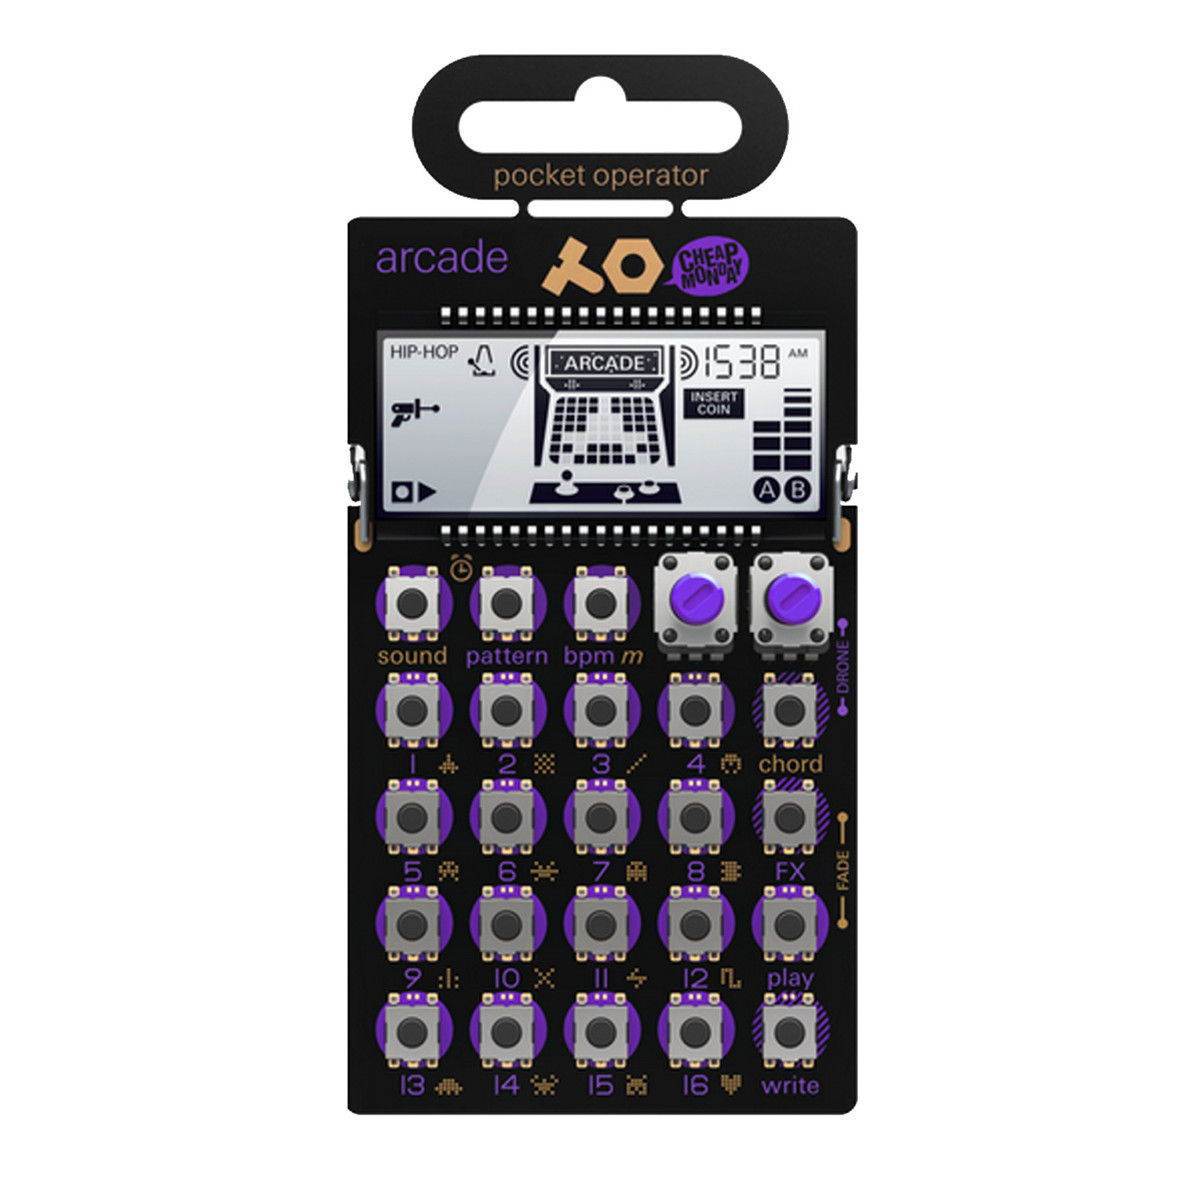 pocket operator
arcade
CHEAP
MONDAY
HIP-HOP
ARCADE
1538 AM
INSERT
COIN
A B
sound pattern bpm m
DRONE
1 2 3 4 chord
5 6 7 8 FX
FADE
9 10 11 12 play
13 14 15 16 write